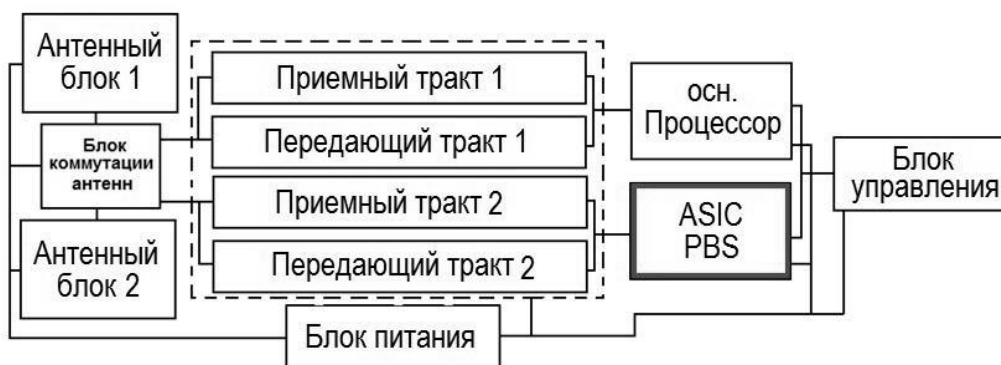 Антенный
блок 1
Блок
коммутации
антенн
Антенный
блок 2
Приемный тракт 1
Передающий тракт 1
Приемный тракт 2
Передающий тракт 2
Блок питания
осн.
Процессор
ASIC
PBS
Блок
управления